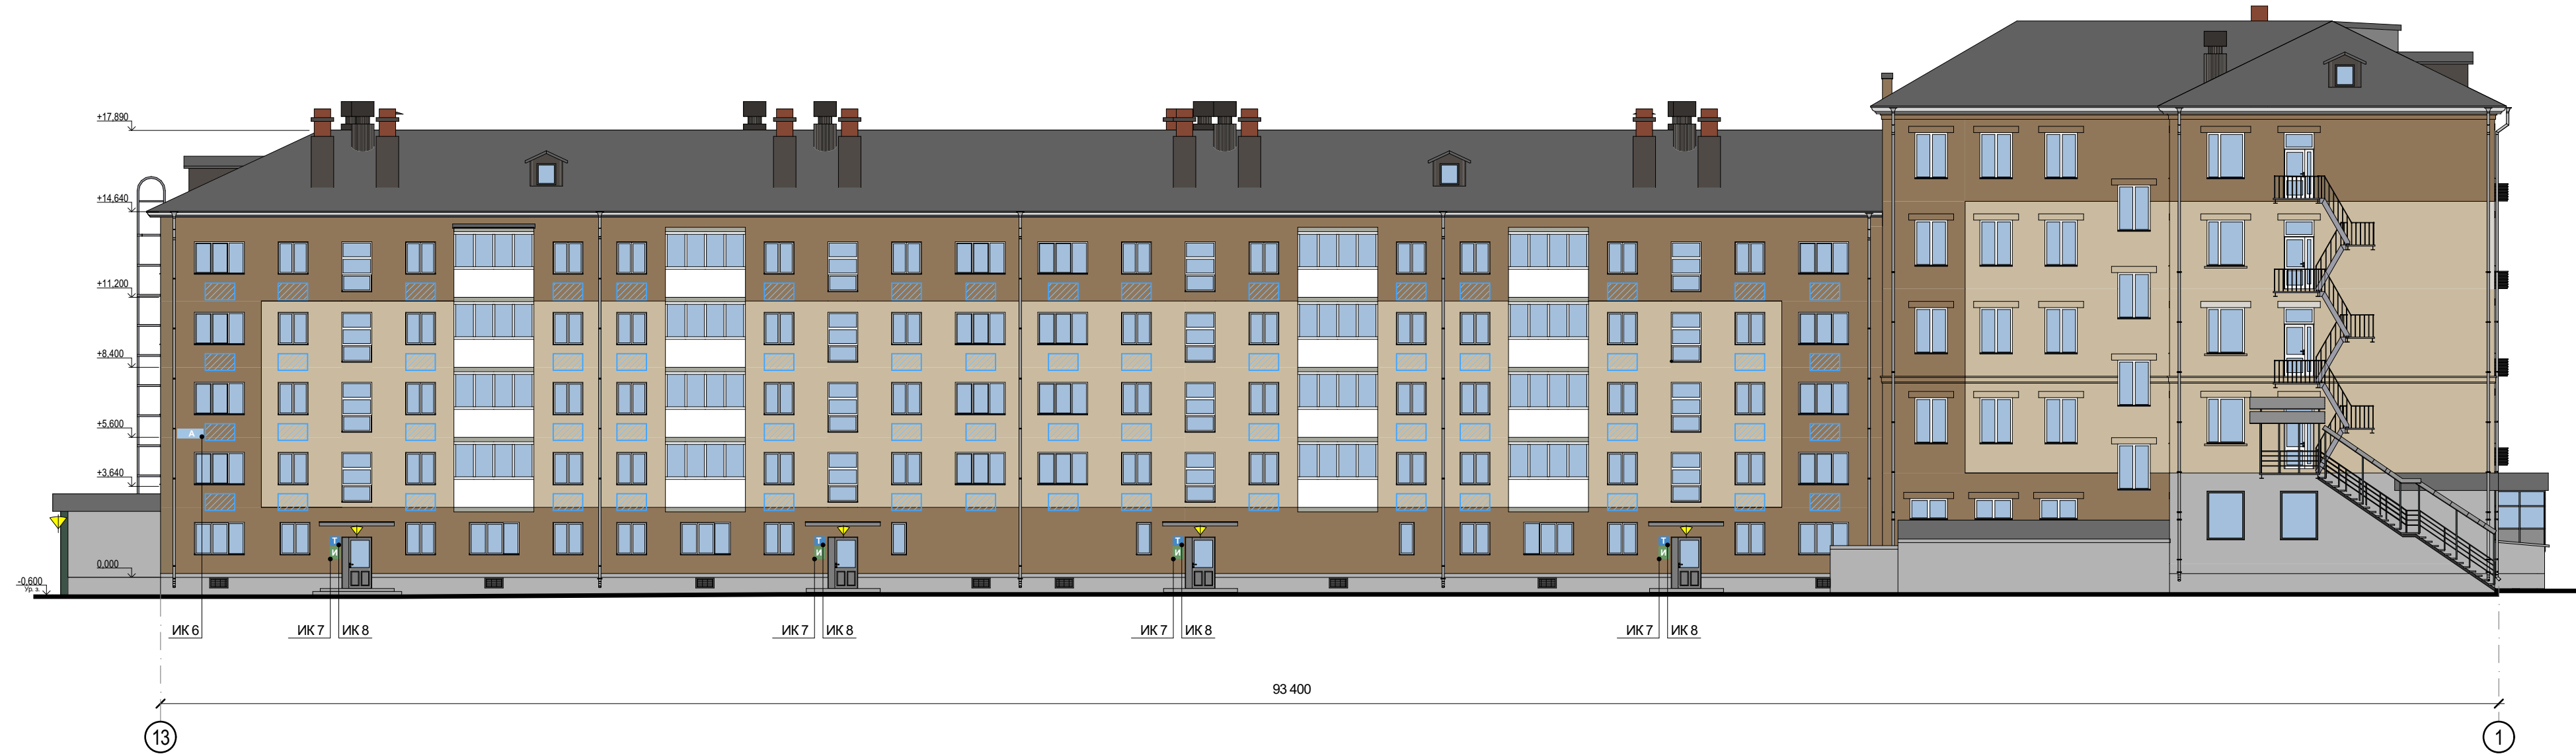 +17,890
+14,640
+11,200
+8,400
+5,600
+3,640
0,000
-0,600
Ур. з.
А
Т
И
Т
И
Т
И
Т
И
ИК 6
ИК 7
ИК 8
ИК 7
ИК 8
ИК 7
ИК 8
ИК 7
ИК 8
93 400
13
1